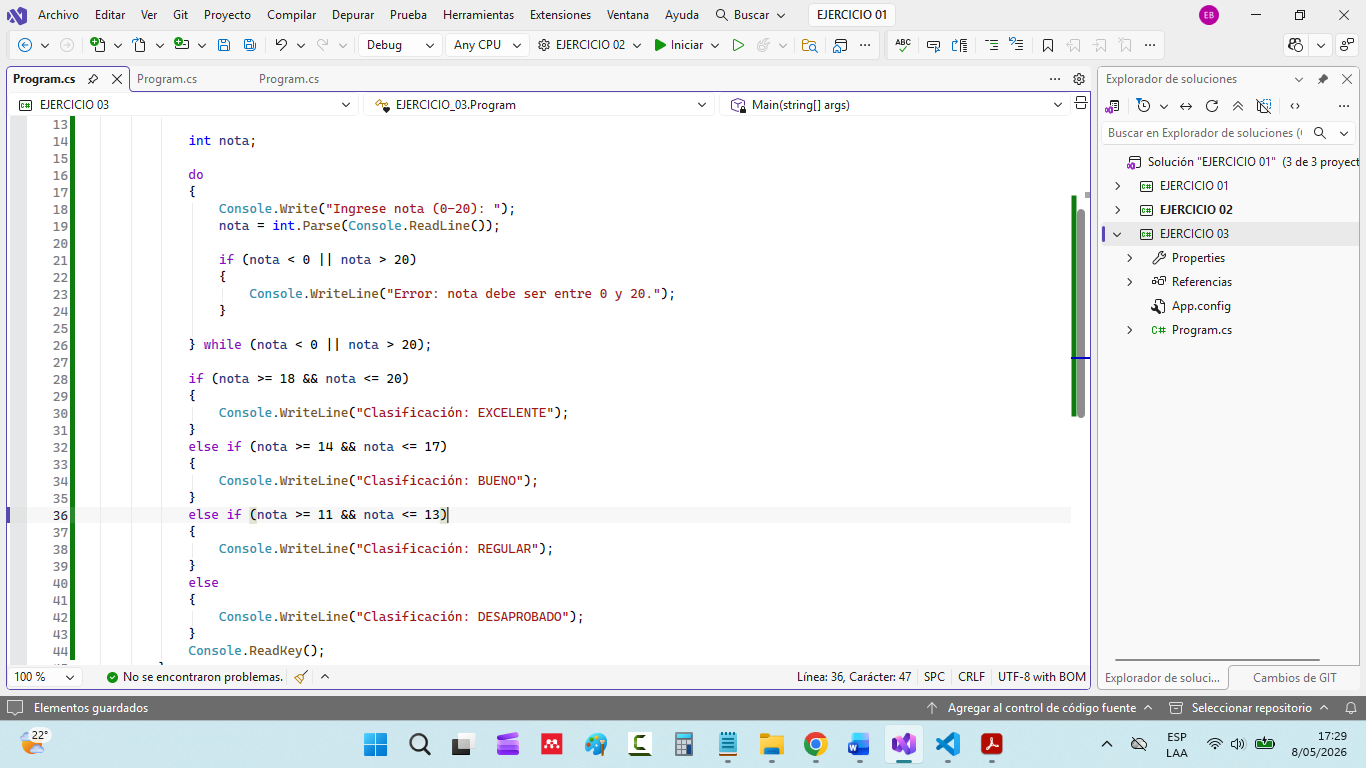 Archivo Editar Ver Git Proyecto Compilar Depurar Prueba Herramientas Extensiones Ventana Ayuda Buscar EJERCICIO 01 EB
Debug Any CPU EJERCICIO 02 Iniciar ABC
Program.cs Program.cs Program.cs
C# EJERCICIO 03 EJERCICIO_03.Program Main(string[] args)
13
14 int nota;
15
16 do
17 {
18 Console.Write("Ingrese nota (0-20): ");
19 nota = int.Parse(Console.ReadLine());
20
21 if (nota < 0 || nota > 20)
22 {
23 Console.WriteLine("Error: nota debe ser entre 0 y 20.");
24 }
25
26 } while (nota < 0 || nota > 20);
27
28 if (nota >= 18 && nota <= 20)
29 {
30 Console.WriteLine("Clasificación: EXCELENTE");
31 }
32 else if (nota >= 14 && nota <= 17)
33 {
34 Console.WriteLine("Clasificación: BUENO");
35 }
36 else if (nota >= 11 && nota <= 13)
37 {
38 Console.WriteLine("Clasificación: REGULAR");
39 }
40 else
41 {
42 Console.WriteLine("Clasificación: DESAPROBADO");
43 }
44 Console.ReadKey();
100 % No se encontraron problemas. Línea: 36, Carácter: 47 SPC CRLF UTF-8 with BOM
Explorador de soluciones
Buscar en Explorador de soluciones (
Solución "EJERCICIO 01" (3 de 3 proyect
C# EJERCICIO 01
C# EJERCICIO 02
C# EJERCICIO 03
Properties
Referencias
App.config
C# Program.cs
Explorador de soluci... Cambios de GIT
Elementos guardados Agregar al control de código fuente Seleccionar repositorio
22° ESP LAA 17:29 8/05/2026